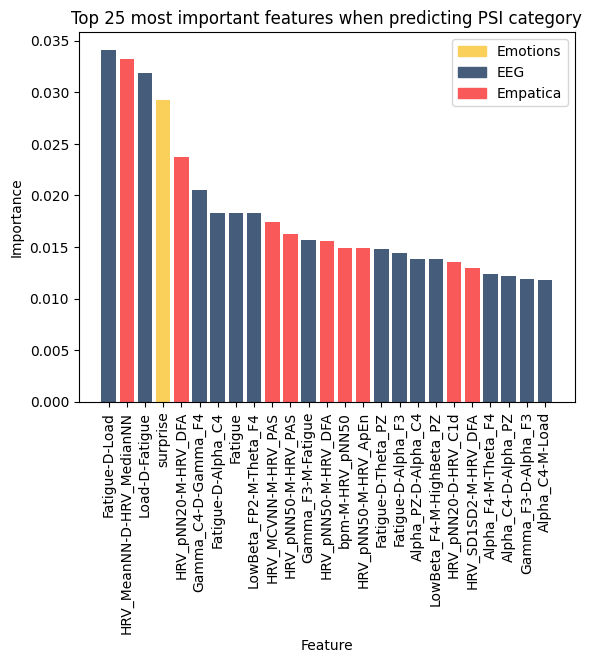 Top 25 most important features when predicting PSI category
Emotions
EEG
Empatica
Importance
0.035
0.030
0.025
0.020
0.015
0.010
0.005
0.000
Fatigue-D-Load
HRV_MeanNN-D-HRV_MedianNN
Load-D-Fatigue
surprise
HRV_pNN20-M-HRV_DFA
Gamma_C4-D-Gamma_F4
Fatigue-D-Alpha_C4
Fatigue
LowBeta_FP2-M-Theta_F4
HRV_MCVNN-M-HRV_PAS
HRV_pNN50-M-HRV_PAS
Gamma_F3-M-Fatigue
HRV_pNN50-M-HRV_DFA
bpm-M-HRV_pNN50
HRV_pNN50-M-HRV_ApEn
Fatigue-D-Theta_PZ
Fatigue-D-Alpha_F3
Alpha_PZ-D-Alpha_C4
LowBeta_F4-M-HighBeta_PZ
HRV_pNN20-D-HRV_C1d
HRV_SD1SD2-M-HRV_DFA
Alpha_F4-M-Theta_F4
Alpha_C4-D-Alpha_PZ
Gamma_F3-D-Alpha_F3
Alpha_C4-M-Load
Feature